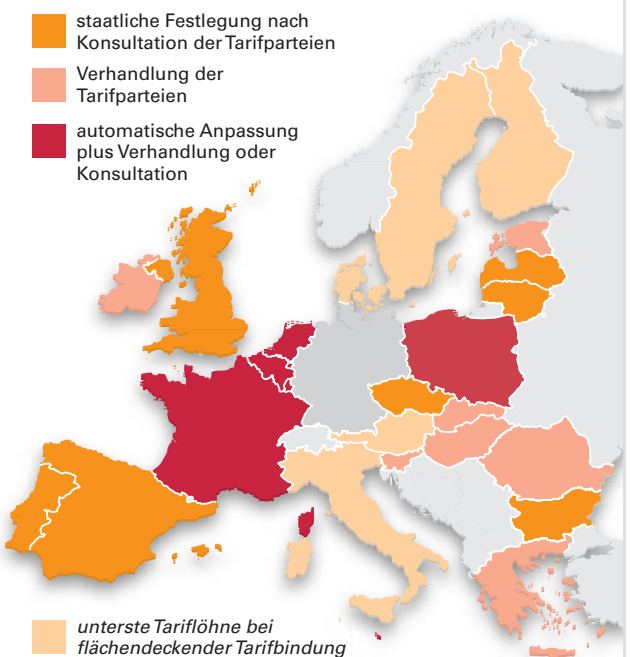 staatliche Festlegung nach
Konsultation der Tarifparteien
Verhandlung der
Tarifparteien
automatische Anpassung
plus Verhandlung oder
Konsultation
unterste Tariflöhne bei
flächendeckender Tarifbindung